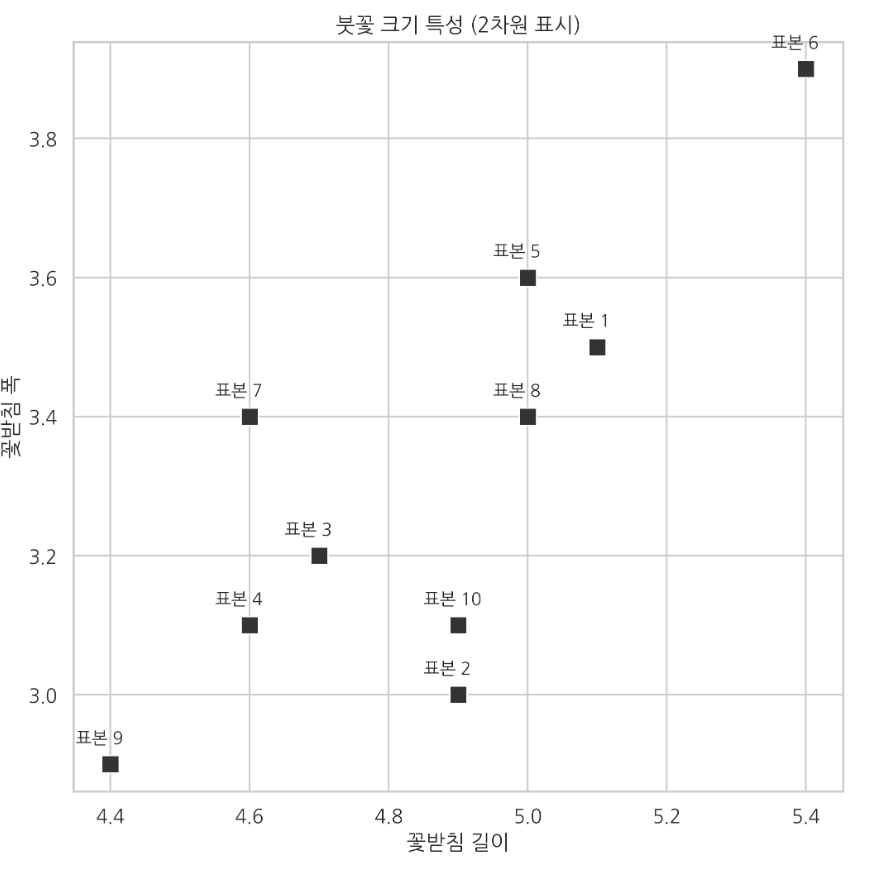 붓꽃 크기 특성 (2차원 표시)
표본 6
3.8
표본 5
3.6
표본 1
표본 7
표본 8
3.4
꽃받침 폭
표본 3
3.2
표본 4
표본 10
표본 2
3.0
표본 9
4.4
4.6
4.8
5.0
5.2
5.4
꽃받침 길이